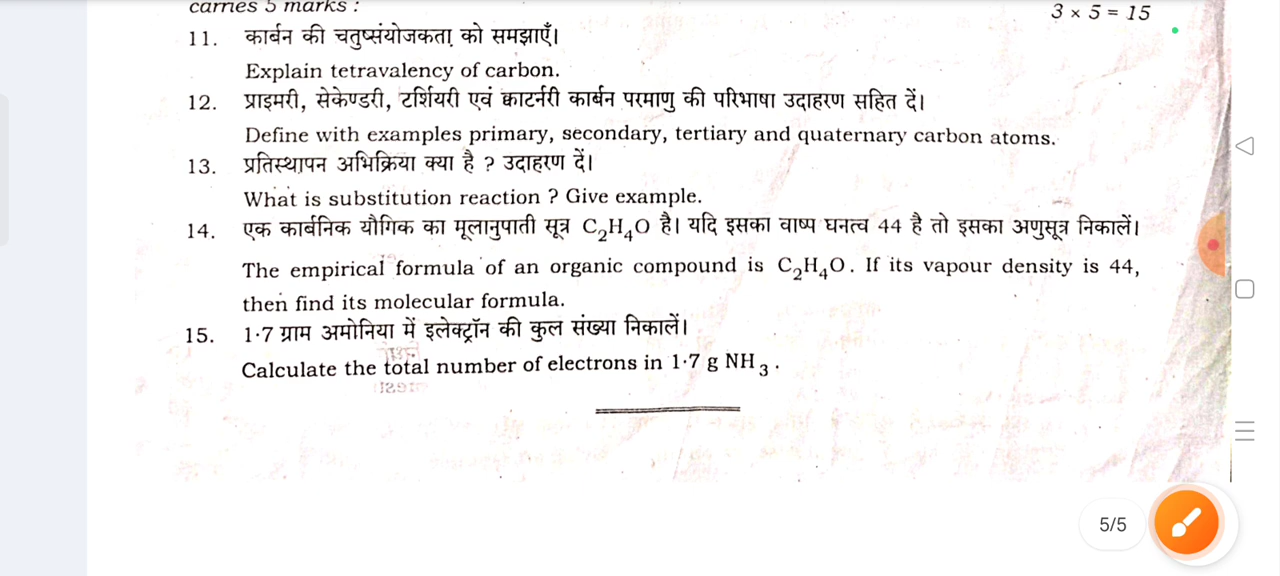 carries 5 marks :
3 × 5 = 15
11. कार्बन की चतुष्संयोजकता को समझाएँ।
Explain tetravalency of carbon.
12. प्राइमरी, सेकेण्डरी, टर्शियरी एवं क्वाटर्नरी कार्बन परमाणु की परिभाषा उदाहरण सहित दें।
Define with examples primary, secondary, tertiary and quaternary carbon atoms.
13. प्रतिस्थापन अभिक्रिया क्या है ? उदाहरण दें।
What is substitution reaction ? Give example.
14. एक कार्बनिक यौगिक का मूलानुपाती सूत्र C₂H₄O है। यदि इसका वाष्प घनत्व 44 है तो इसका अणुसूत्र निकालें।
The empirical formula of an organic compound is C₂H₄O. If its vapour density is 44,
then find its molecular formula.
15. 1·7 ग्राम अमोनिया में इलेक्ट्रॉन की कुल संख्या निकालें।
Calculate the total number of electrons in 1·7 g NH₃.
5/5